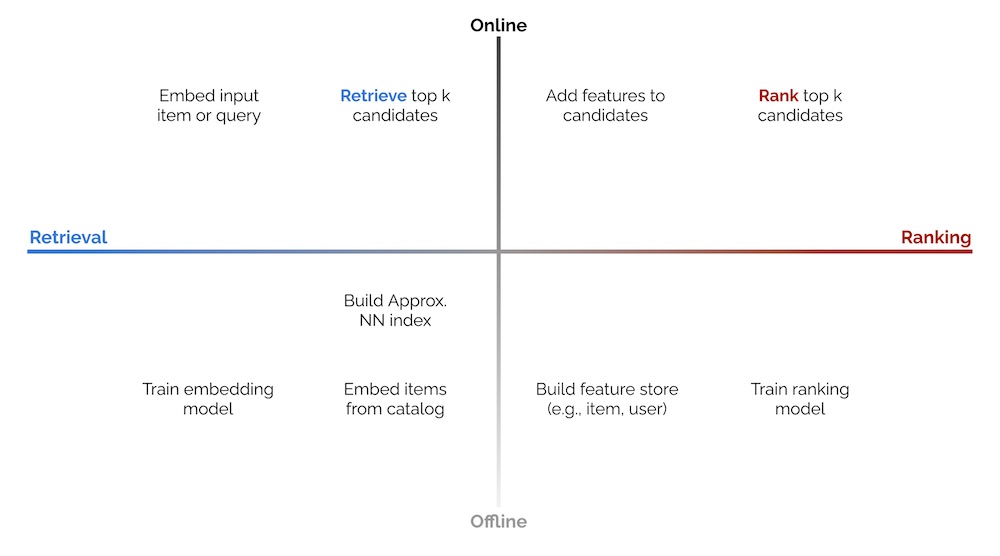 Online
Embed input
item or query
Retrieve top k
candidates
Add features to
candidates
Rank top k
candidates
Retrieval
Ranking
Build Approx.
NN index
Train embedding
model
Embed items
from catalog
Build feature store
(e.g., item, user)
Train ranking
model
Offline